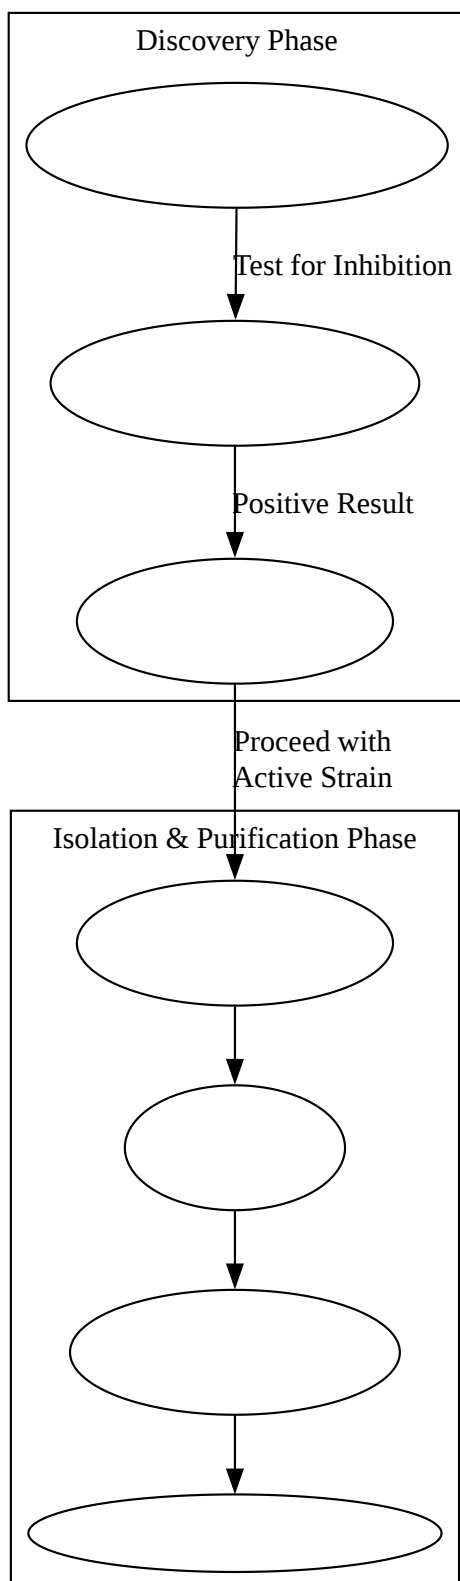 Discovery Phase
Test for Inhibition
Positive Result
Proceed with
Active Strain
Isolation & Purification Phase